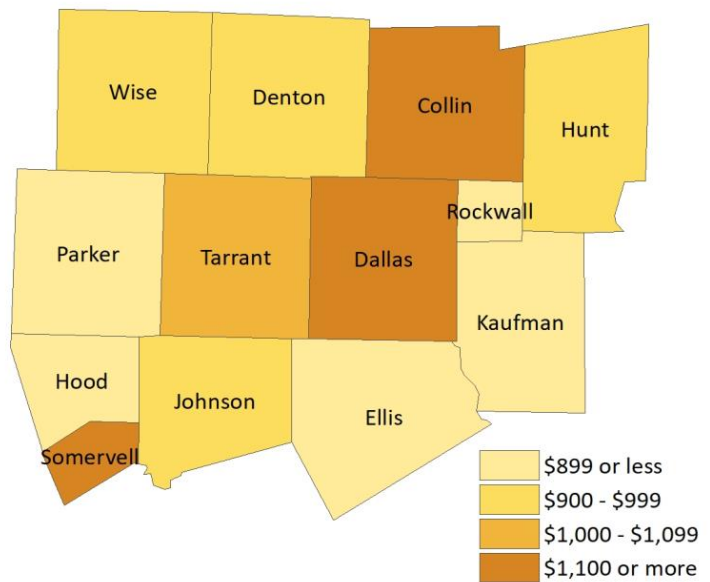 Wise
Denton
Collin
Hunt
Rockwall
Parker
Tarrant
Dallas
Kaufman
Hood
Johnson
Ellis
Somervell
$899 or less
$900 - $999
$1,000 - $1,099
$1,100 or more